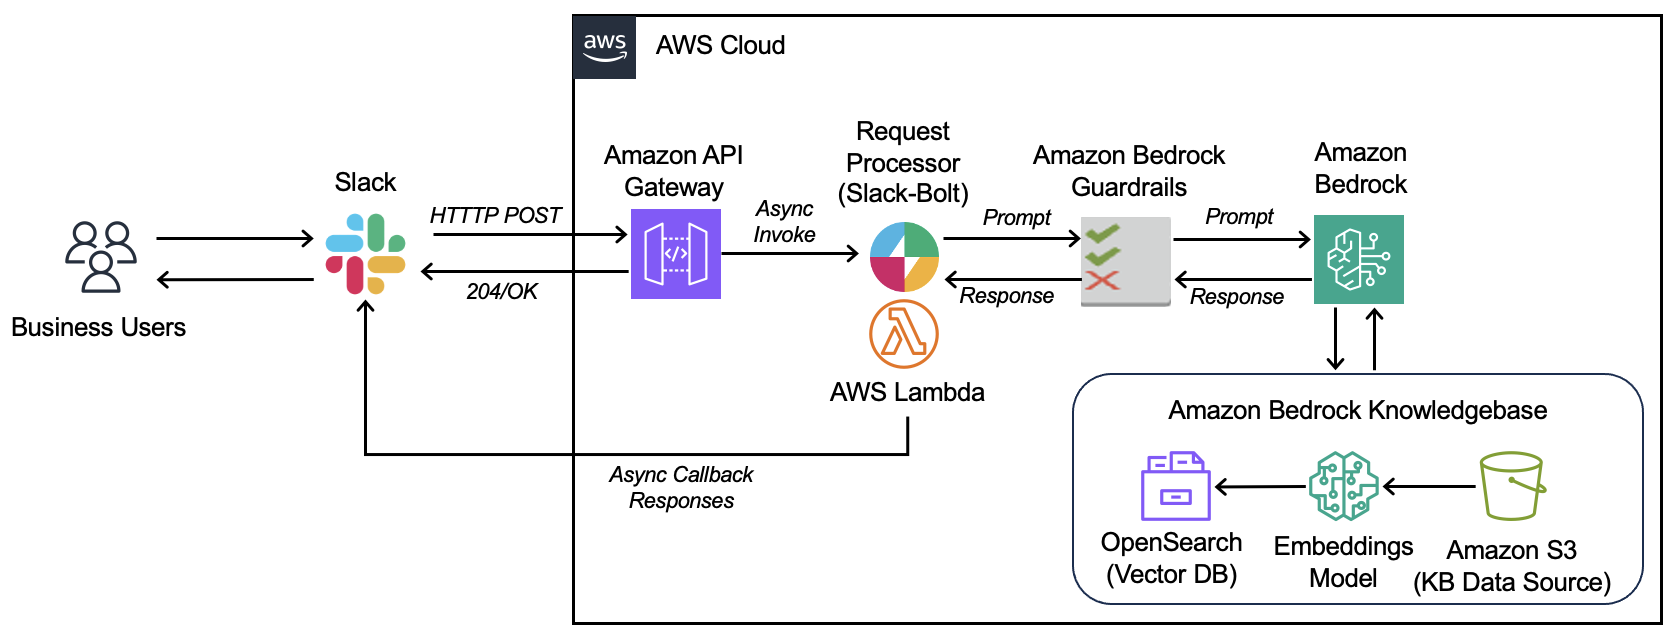 aws
AWS Cloud
Business Users
Slack
HTTTP POST
204/OK
Amazon API
Gateway
Async
Invoke
Request
Processor
(Slack-Bolt)
AWS Lambda
Async Callback
Responses
Prompt
Response
Amazon Bedrock
Guardrails
Prompt
Response
Amazon
Bedrock
Amazon Bedrock Knowledgebase
OpenSearch
(Vector DB)
Embeddings
Model
Amazon S3
(KB Data Source)